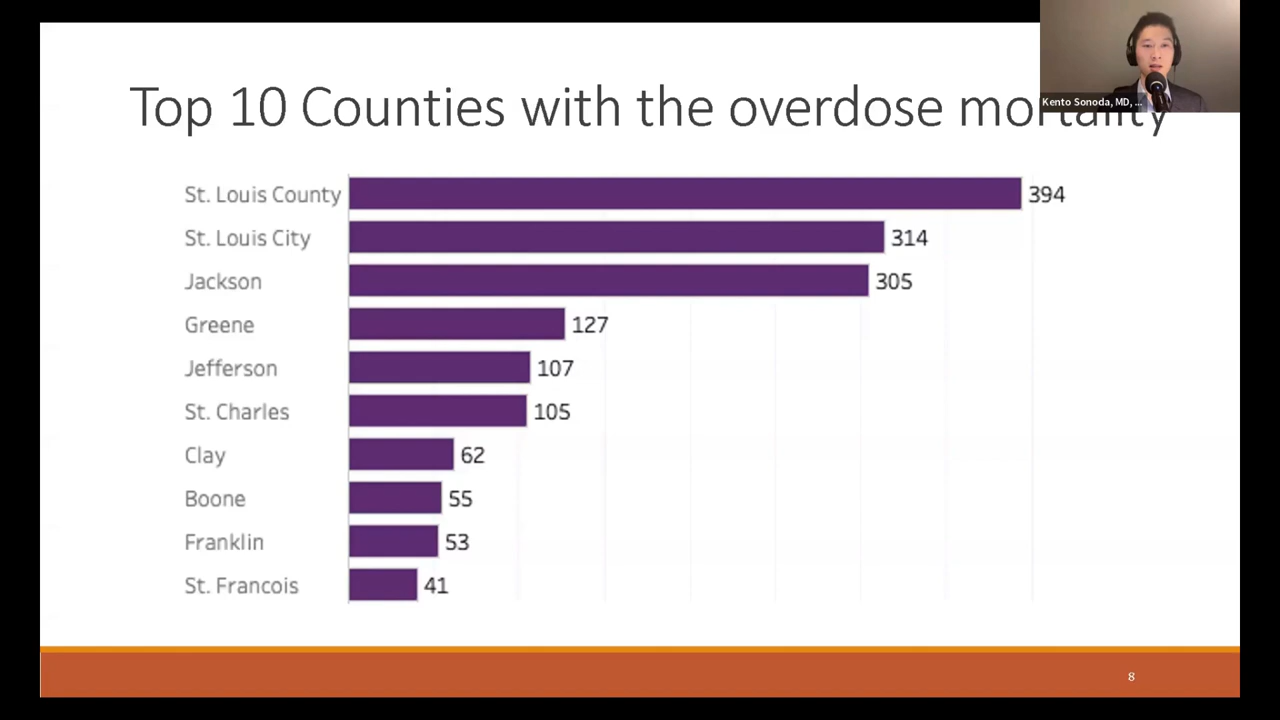 Top 10 Counties with the overdose mortality
Kento Sonoda, MD, ...
St. Louis County 394
St. Louis City 314
Jackson 305
Greene 127
Jefferson 107
St. Charles 105
Clay 62
Boone 55
Franklin 53
St. Francois 41
8